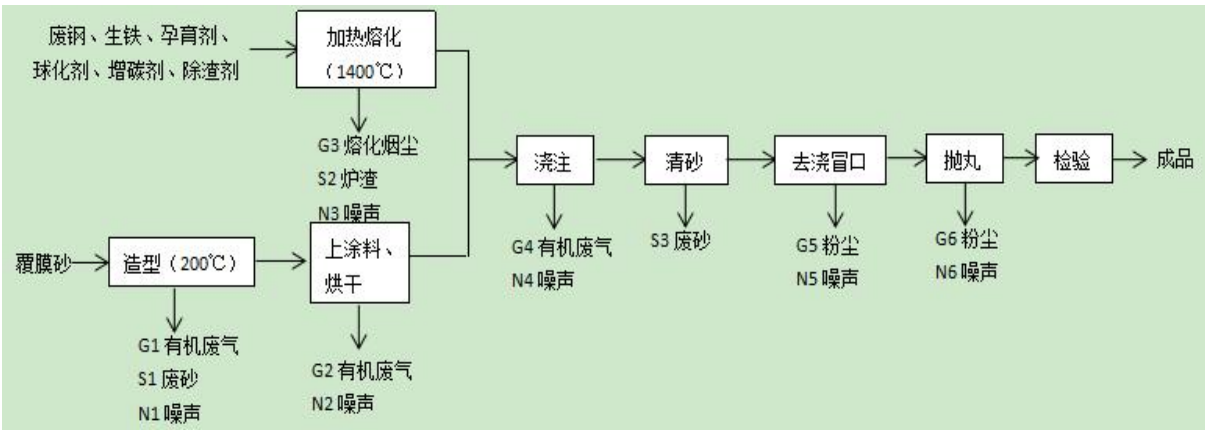 废钢、生铁、孕育剂、
球化剂、增碳剂、除渣剂
加热熔化
（1400℃）
G3 熔化烟尘
S2 炉渣
N3 噪声
覆膜砂
造型（200℃）
G1 有机废气
S1 废砂
N1 噪声
上涂料、
烘干
G2 有机废气
N2 噪声
浇注
G4 有机废气
N4 噪声
清砂
S3 废砂
去浇冒口
G5 粉尘
N5 噪声
抛丸
G6 粉尘
N6 噪声
检验
成品